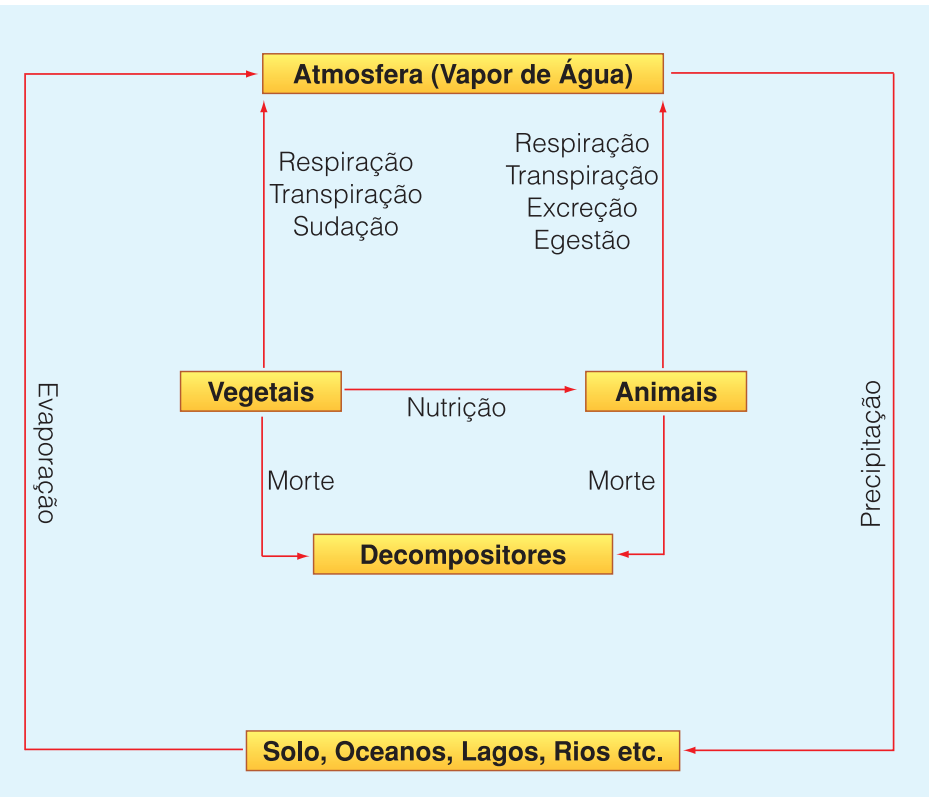 Atmosfera (Vapor de Água)
Respiração
Transpiração
Sudação
Respiração
Transpiração
Excreção
Egestão
Evaporação
Precipitação
Vegetais
Nutrição
Animais
Morte
Morte
Decompositores
Solo, Oceanos, Lagos, Rios etc.